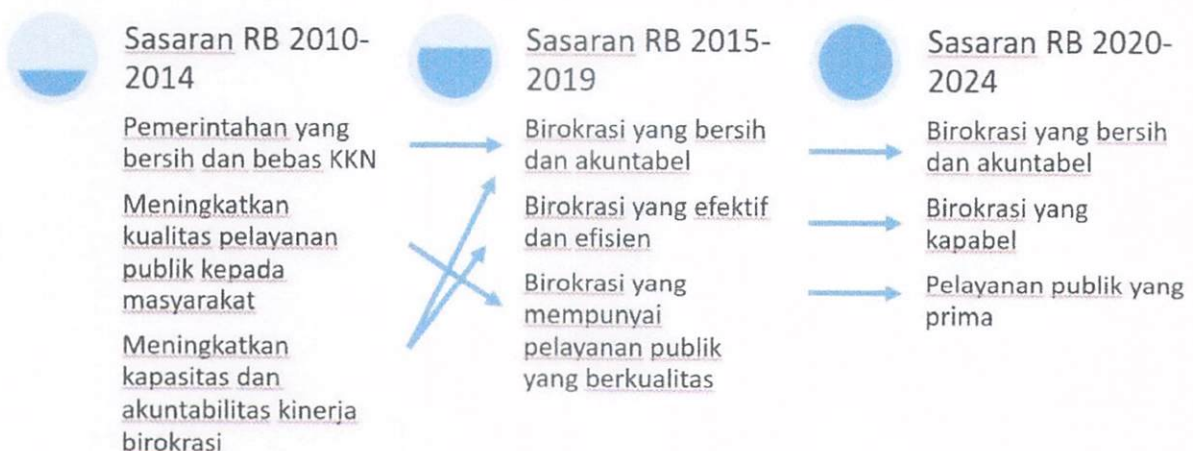 Sasaran RB 2010-
2014
Pemerintahan yang
bersih dan bebas KKN
Meningkatkan
kualitas pelayanan
publik kepada
masyarakat
Meningkatkan
kapasitas dan
akuntabilitas kinerja
birokrasi
Sasaran RB 2015-
2019
Birokrasi yang bersih
dan akuntabel
Birokrasi yang efektif
dan efisien
Birokrasi yang
mempunyai
pelayanan publik
yang berkualitas
Sasaran RB 2020-
2024
Birokrasi yang bersih
dan akuntabel
Birokrasi yang
kapabel
Pelayanan publik yang
prima